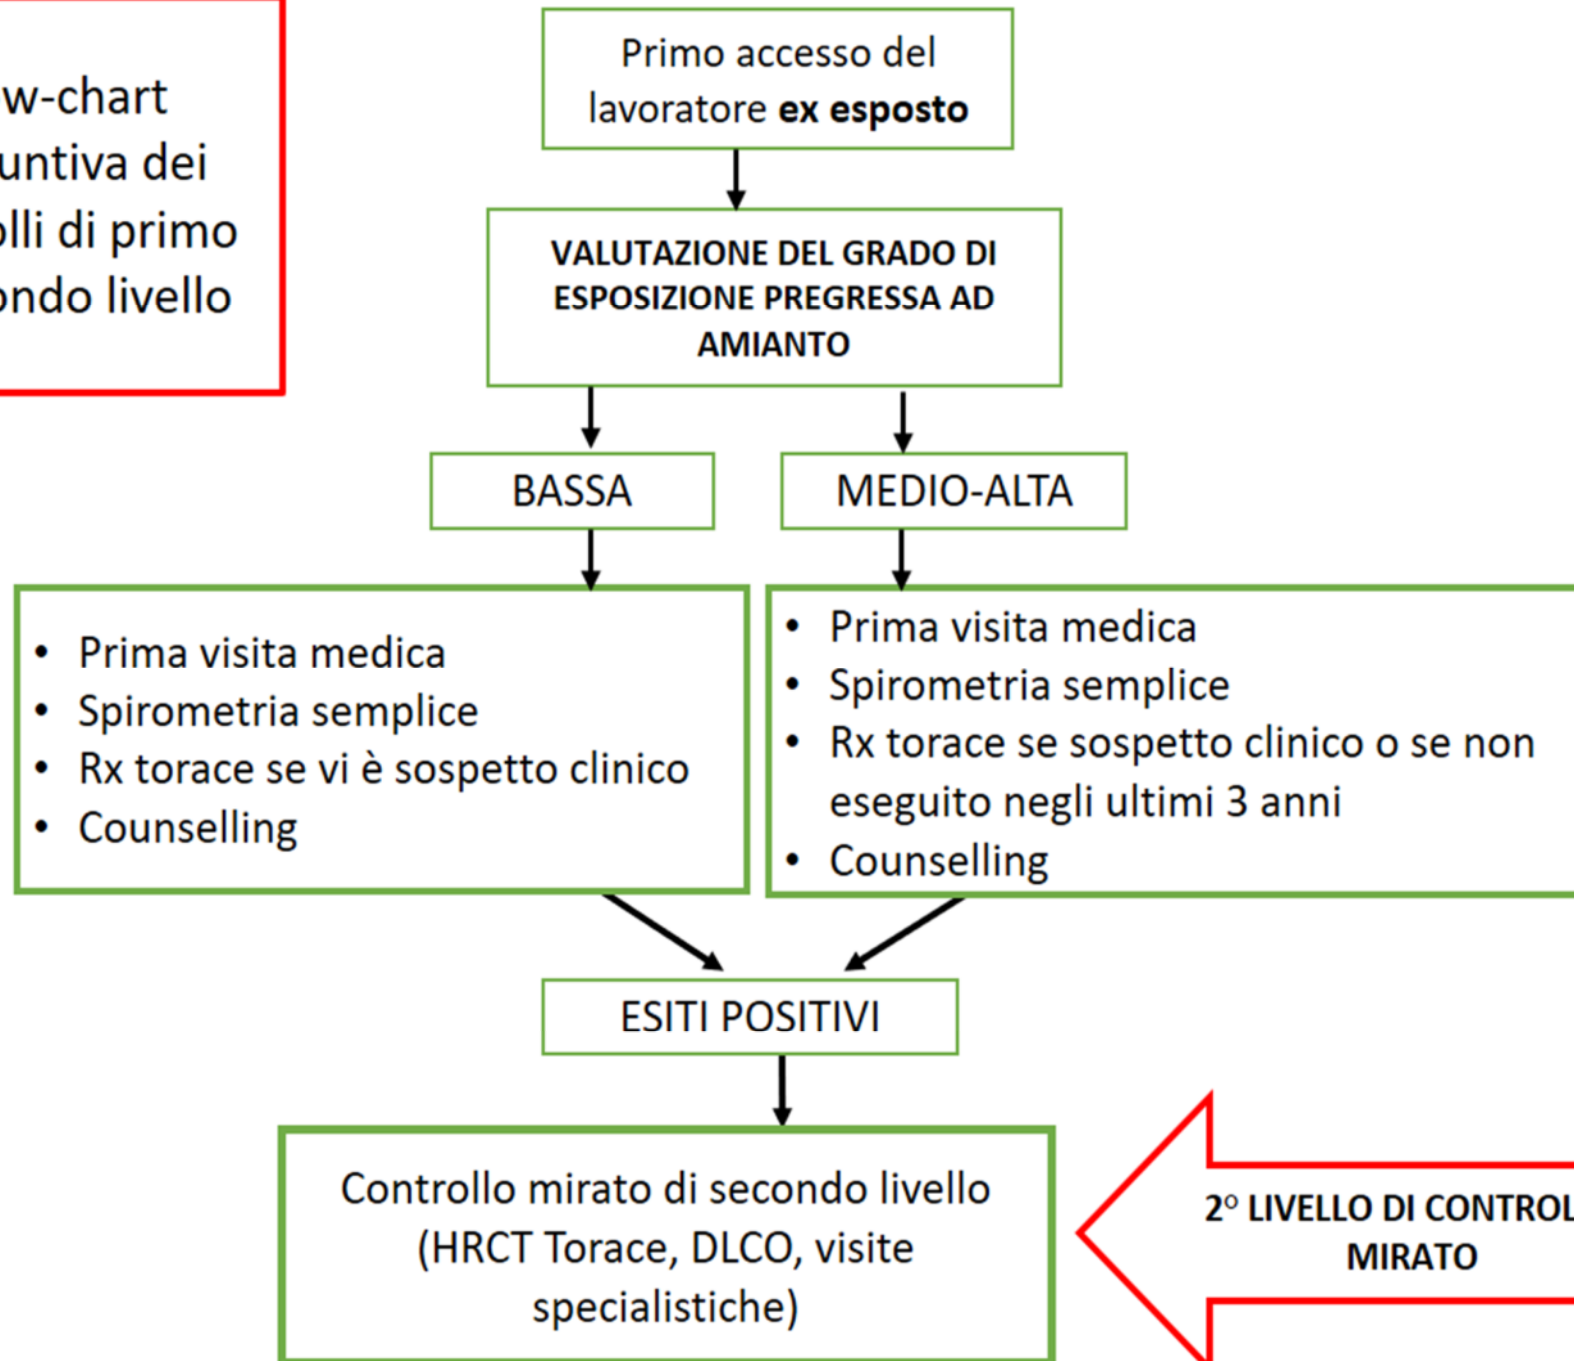 w-chart
untiva dei
olli di primo
ondo livello
Primo accesso del
lavoratore ex esposto
VALUTAZIONE DEL GRADO DI
ESPOSIZIONE PREGRESSA AD
AMIANTO
BASSA
MEDIO-ALTA
• Prima visita medica
• Spirometria semplice
• Rx torace se vi è sospetto clinico
• Counselling
• Prima visita medica
• Spirometria semplice
• Rx torace se sospetto clinico o se non
eseguito negli ultimi 3 anni
• Counselling
ESITI POSITIVI
Controllo mirato di secondo livello
(HRCT Torace, DLCO, visite
specialistiche)
2° LIVELLO DI CONTROL
MIRATO